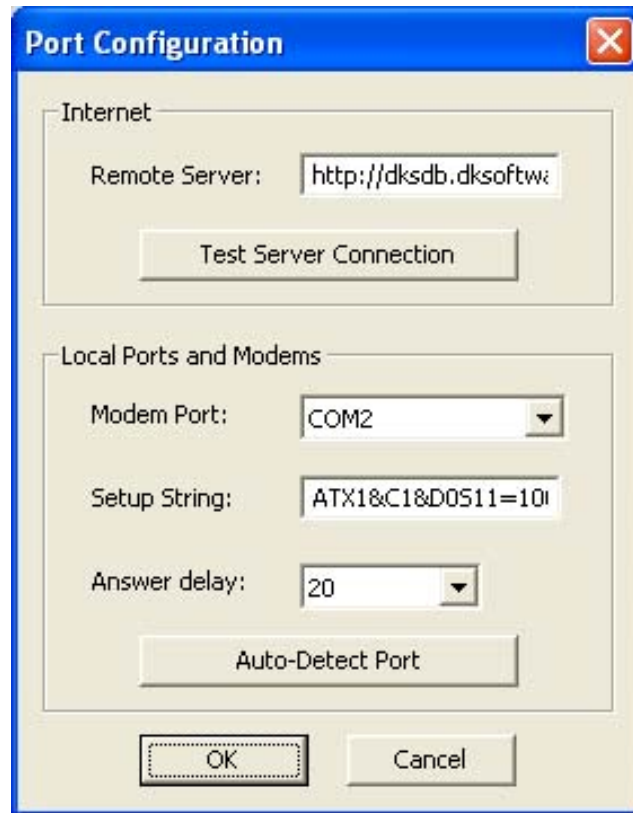 Port Configuration
Internet
Remote Server: http://dksdb.dksoftwa
Test Server Connection
Local Ports and Modems
Modem Port: COM2
Setup String: ATX1&C1&D0S11=10
Answer delay: 20
Auto-Detect Port
OK Cancel